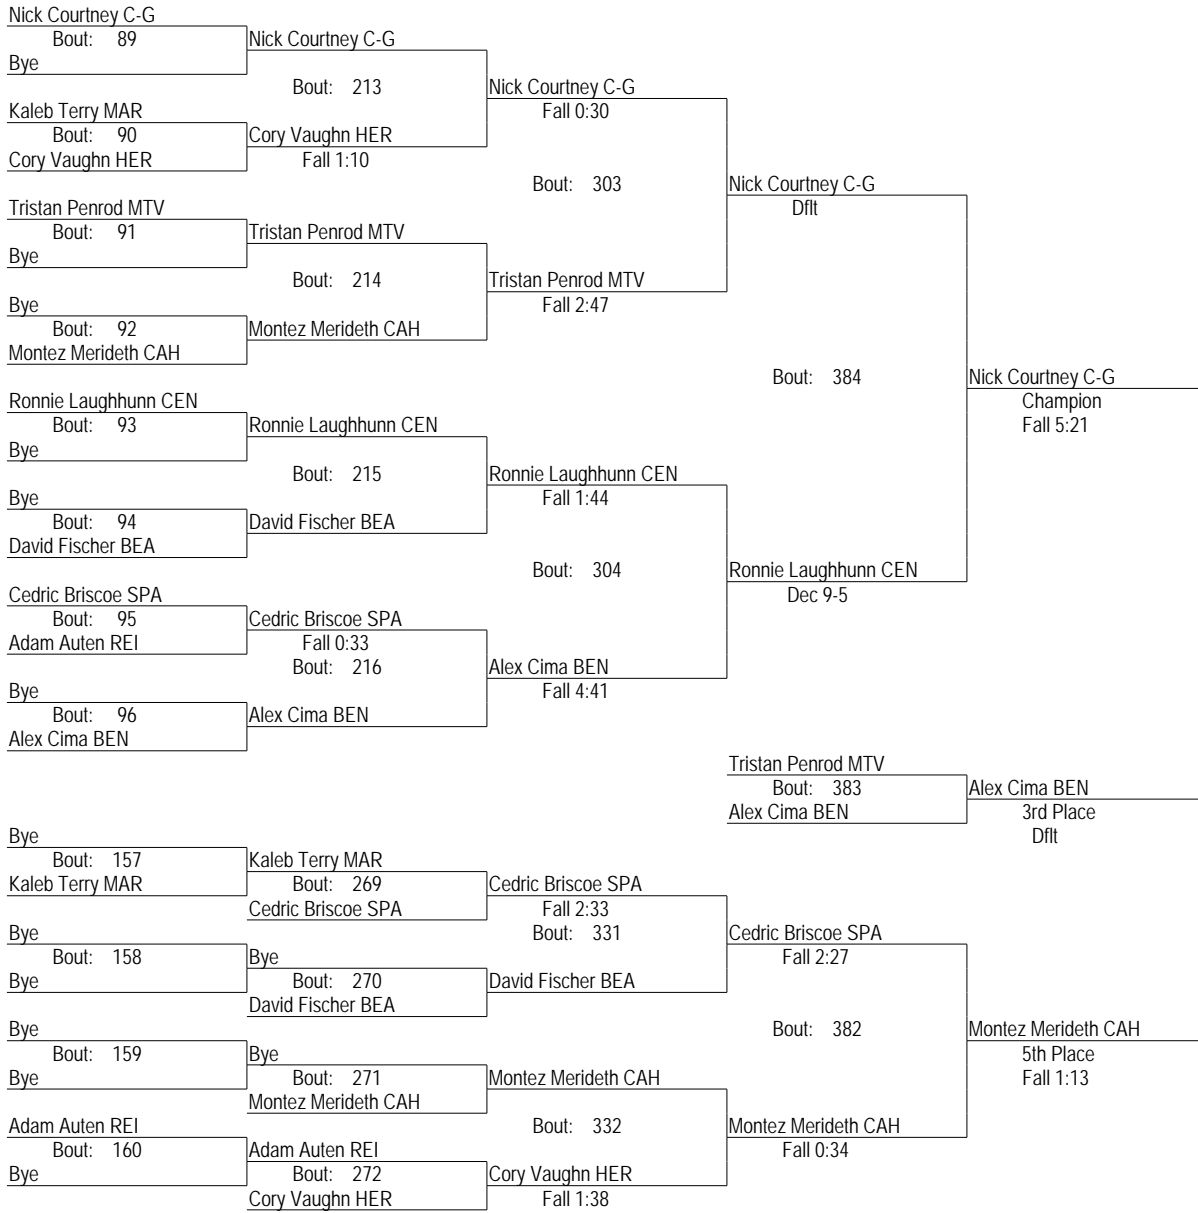 Nick Courtney C-G
Bout: 89
Nick Courtney C-G
Bye
Bout: 213
Nick Courtney C-G
Kaleb Terry MAR
Fall 0:30
Bout: 90
Cory Vaughn HER
Cory Vaughn HER
Fall 1:10
Bout: 303
Nick Courtney C-G
Tristan Penrod MTV
Dflt
Bout: 91
Tristan Penrod MTV
Bye
Bout: 214
Tristan Penrod MTV
Bye
Fall 2:47
Bout: 92
Montez Merideth CAH
Montez Merideth CAH
Bout: 384
Nick Courtney C-G
Ronnie Laughhunn CEN
Champion
Bout: 93
Ronnie Laughhunn CEN
Fall 5:21
Bye
Bout: 215
Ronnie Laughhunn CEN
Bye
Fall 1:44
Bout: 94
David Fischer BEA
David Fischer BEA
Bout: 304
Ronnie Laughhunn CEN
Cedric Briscoe SPA
Dec 9-5
Bout: 95
Cedric Briscoe SPA
Adam Auten REI
Fall 0:33
Bout: 216
Alex Cima BEN
Bye
Fall 4:41
Bout: 96
Alex Cima BEN
Alex Cima BEN
Tristan Penrod MTV
Bout: 383
Alex Cima BEN
Alex Cima BEN
3rd Place
Dflt
Bye
Bout: 157
Kaleb Terry MAR
Kaleb Terry MAR
Bout: 269
Cedric Briscoe SPA
Cedric Briscoe SPA
Fall 2:33
Bye
Bout: 331
Cedric Briscoe SPA
Bout: 158
Bye
Fall 2:27
Bye
Bout: 270
David Fischer BEA
David Fischer BEA
Bye
Bout: 382
Montez Merideth CAH
Bout: 159
Bye
5th Place
Bye
Bout: 271
Montez Merideth CAH
Fall 1:13
Montez Merideth CAH
Adam Auten REI
Bout: 332
Montez Merideth CAH
Bout: 160
Adam Auten REI
Fall 0:34
Bye
Bout: 272
Cory Vaughn HER
Cory Vaughn HER
Fall 1:38